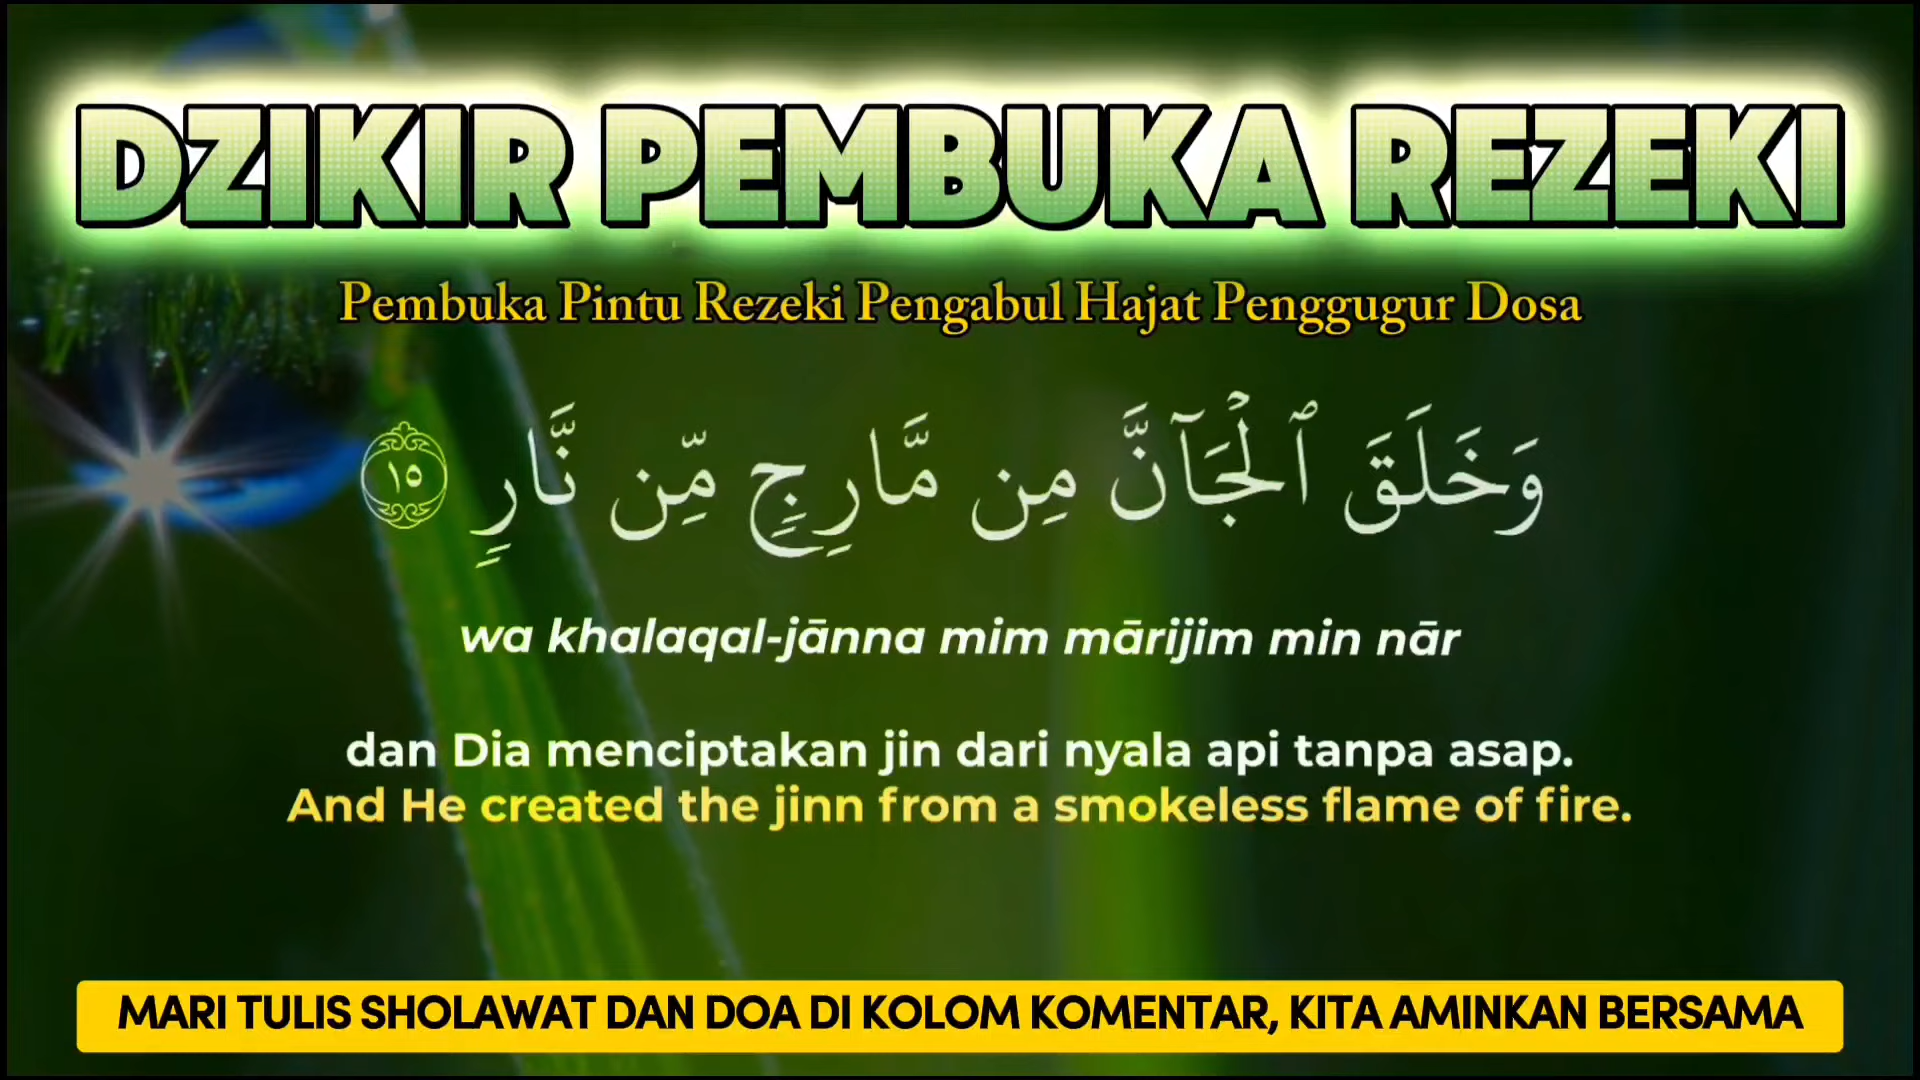 DZIKIR PEMBUKA REZEKI
Pembuka Pintu Rezeki Pengabul Hajat Penggugur Dosa
وَخَلَقَ ٱلْجَآنَّ مِن مَّارِجٍ مِّن نَّارٍ ١٥
wa khalaqal-jānna mim mārijim min nār
dan Dia menciptakan jin dari nyala api tanpa asap.
And He created the jinn from a smokeless flame of fire.
MARI TULIS SHOLAWAT DAN DOA DI KOLOM KOMENTAR, KITA AMINKAN BERSAMA